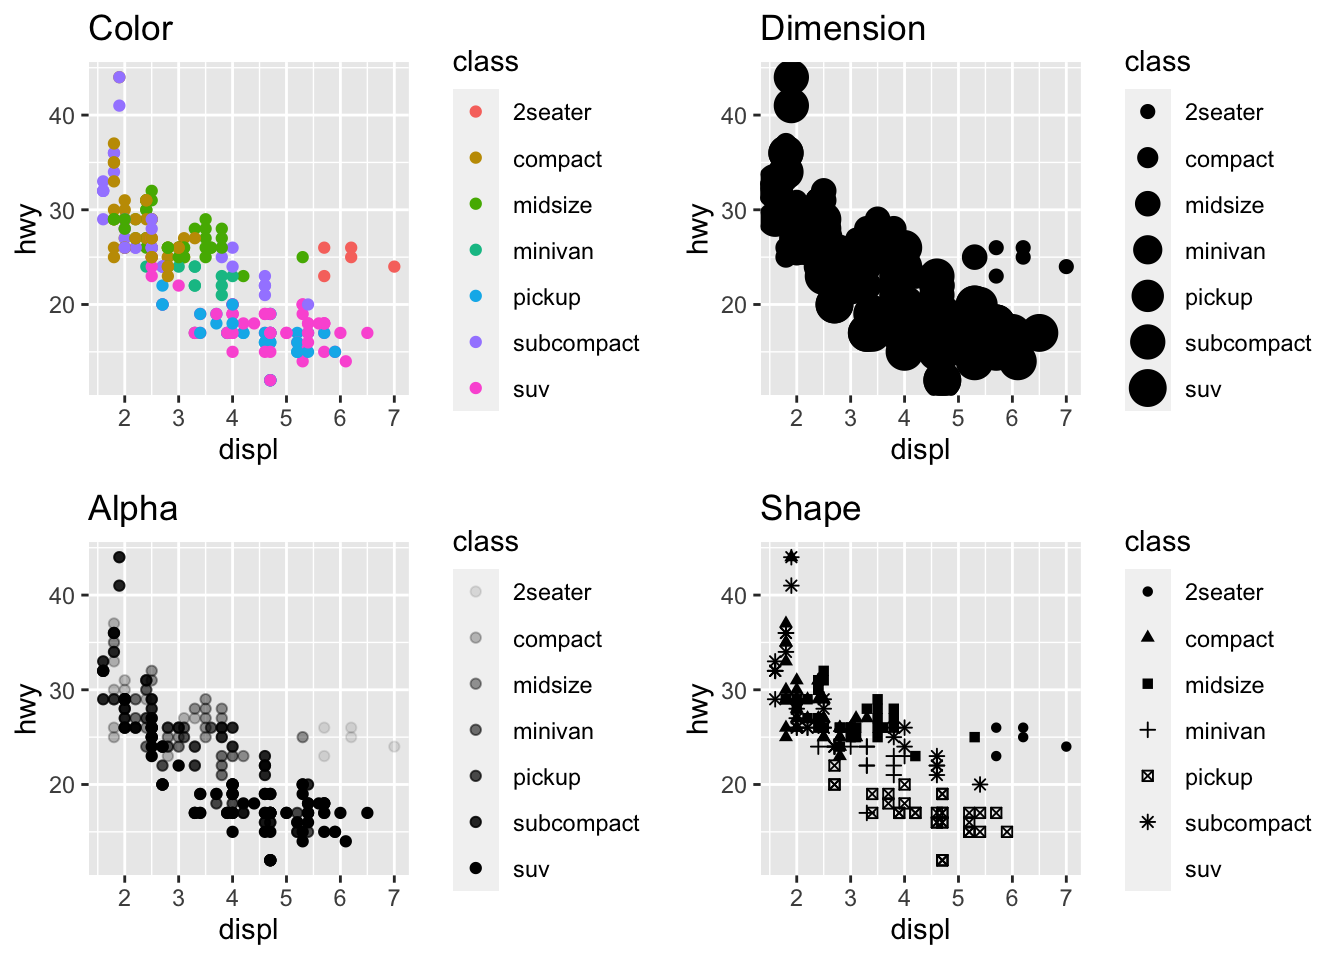 Color
class
2seater
compact
midsize
minivan
pickup
subcompact
suv
hwy
40
30
20
2 3 4 5 6 7
displ
Dimension
class
2seater
compact
midsize
minivan
pickup
subcompact
suv
hwy
40
30
20
2 3 4 5 6 7
displ
Alpha
class
2seater
compact
midsize
minivan
pickup
subcompact
suv
hwy
40
30
20
2 3 4 5 6 7
displ
Shape
class
2seater
compact
midsize
minivan
pickup
subcompact
suv
hwy
40
30
20
2 3 4 5 6 7
displ